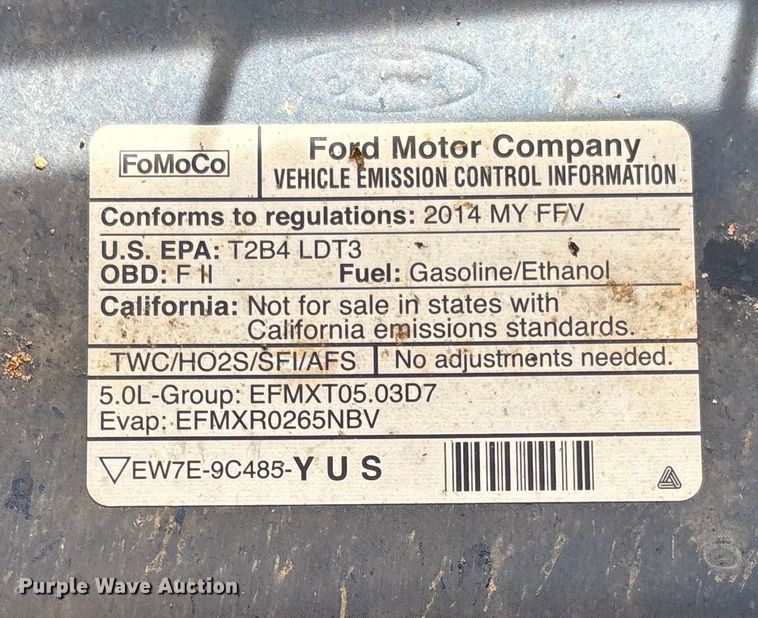 FoMoCo
Ford Motor Company
VEHICLE EMISSION CONTROL INFORMATION
Conforms to regulations: 2014 MY FFV
U.S. EPA: T2B4 LDT3
OBD: F II Fuel: Gasoline/Ethanol
California: Not for sale in states with
California emissions standards.
TWC/HO2S/SFI/AFS No adjustments needed.
5.0L-Group: EFMXT05.03D7
Evap: EFMXR0265NBV
▽EW7E-9C485-Y U S
Purple Wave Auction